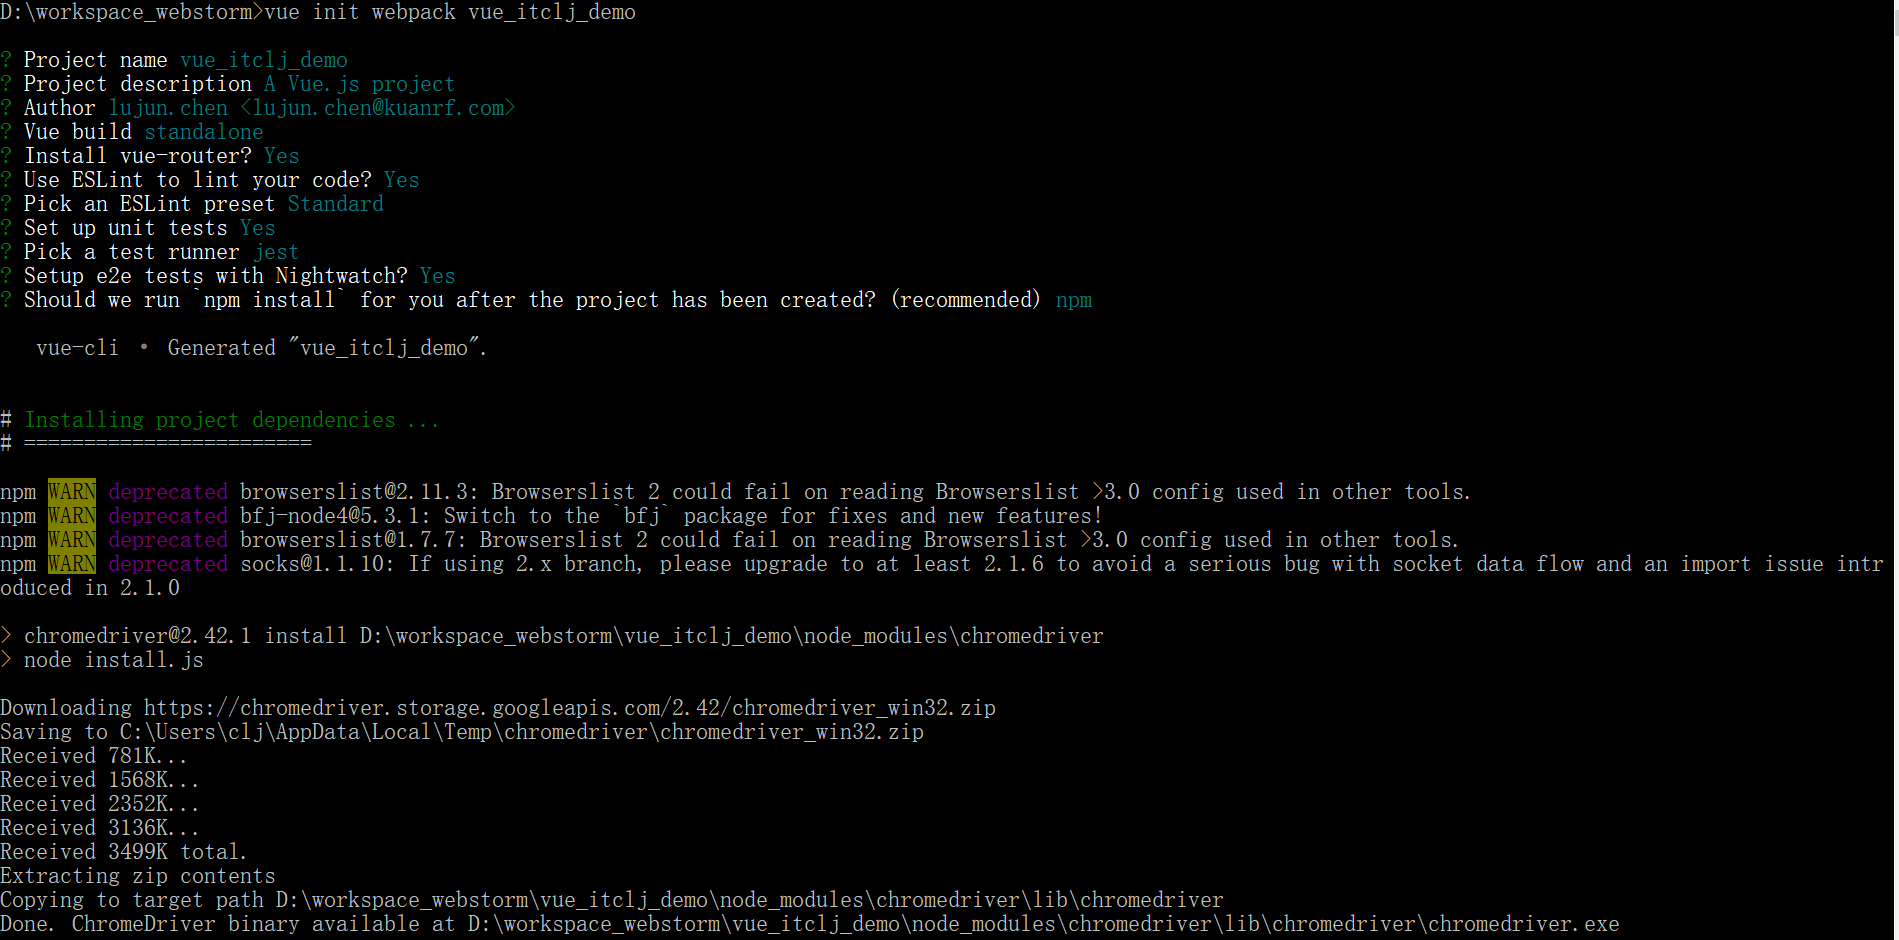 D:\workspace_webstorm>vue init webpack vue_itclj_demo
? Project name vue_itclj_demo
? Project description A Vue.js project
? Author lujun.chen <lujun.chen@kuanrf.com>
? Vue build standalone
? Install vue-router? Yes
? Use ESLint to lint your code? Yes
? Pick an ESLint preset Standard
? Set up unit tests Yes
? Pick a test runner jest
? Setup e2e tests with Nightwatch? Yes
? Should we run `npm install` for you after the project has been created? (recommended) npm
vue-cli · Generated "vue_itclj_demo".
# Installing project dependencies ...
# ========================
npm WARN deprecated browserslist@2.11.3: Browserslist 2 could fail on reading Browserslist >3.0 config used in other tools.
npm WARN deprecated bfj-node4@5.3.1: Switch to the `bfj` package for fixes and new features!
npm WARN deprecated browserslist@1.7.7: Browserslist 2 could fail on reading Browserslist >3.0 config used in other tools.
npm WARN deprecated socks@1.1.10: If using 2.x branch, please upgrade to at least 2.1.6 to avoid a serious bug with socket data flow and an import issue intr
oduced in 2.1.0
> chromedriver@2.42.1 install D:\workspace_webstorm\vue_itclj_demo\node_modules\chromedriver
> node install.js
Downloading https://chromedriver.storage.googleapis.com/2.42/chromedriver_win32.zip
Saving to C:\Users\clj\AppData\Local\Temp\chromedriver\chromedriver_win32.zip
Received 781K...
Received 1568K...
Received 2352K...
Received 3136K...
Received 3499K total.
Extracting zip contents
Copying to target path D:\workspace_webstorm\vue_itclj_demo\node_modules\chromedriver\lib\chromedriver
Done. ChromeDriver binary available at D:\workspace_webstorm\vue_itclj_demo\node_modules\chromedriver\lib\chromedriver\chromedriver.exe